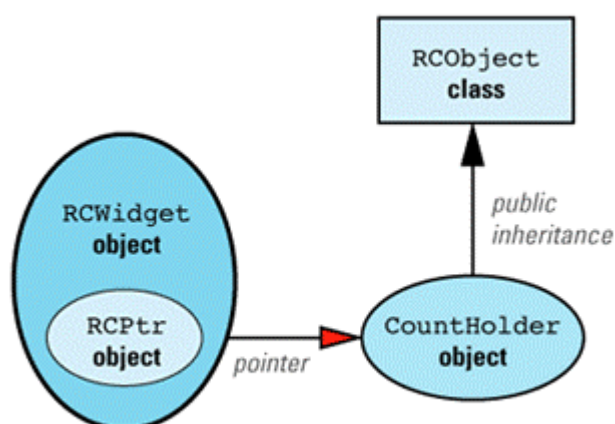 RCObject
class
RCWidget
object
public
inheritance
RCPtr
object
pointer
CountHolder
object